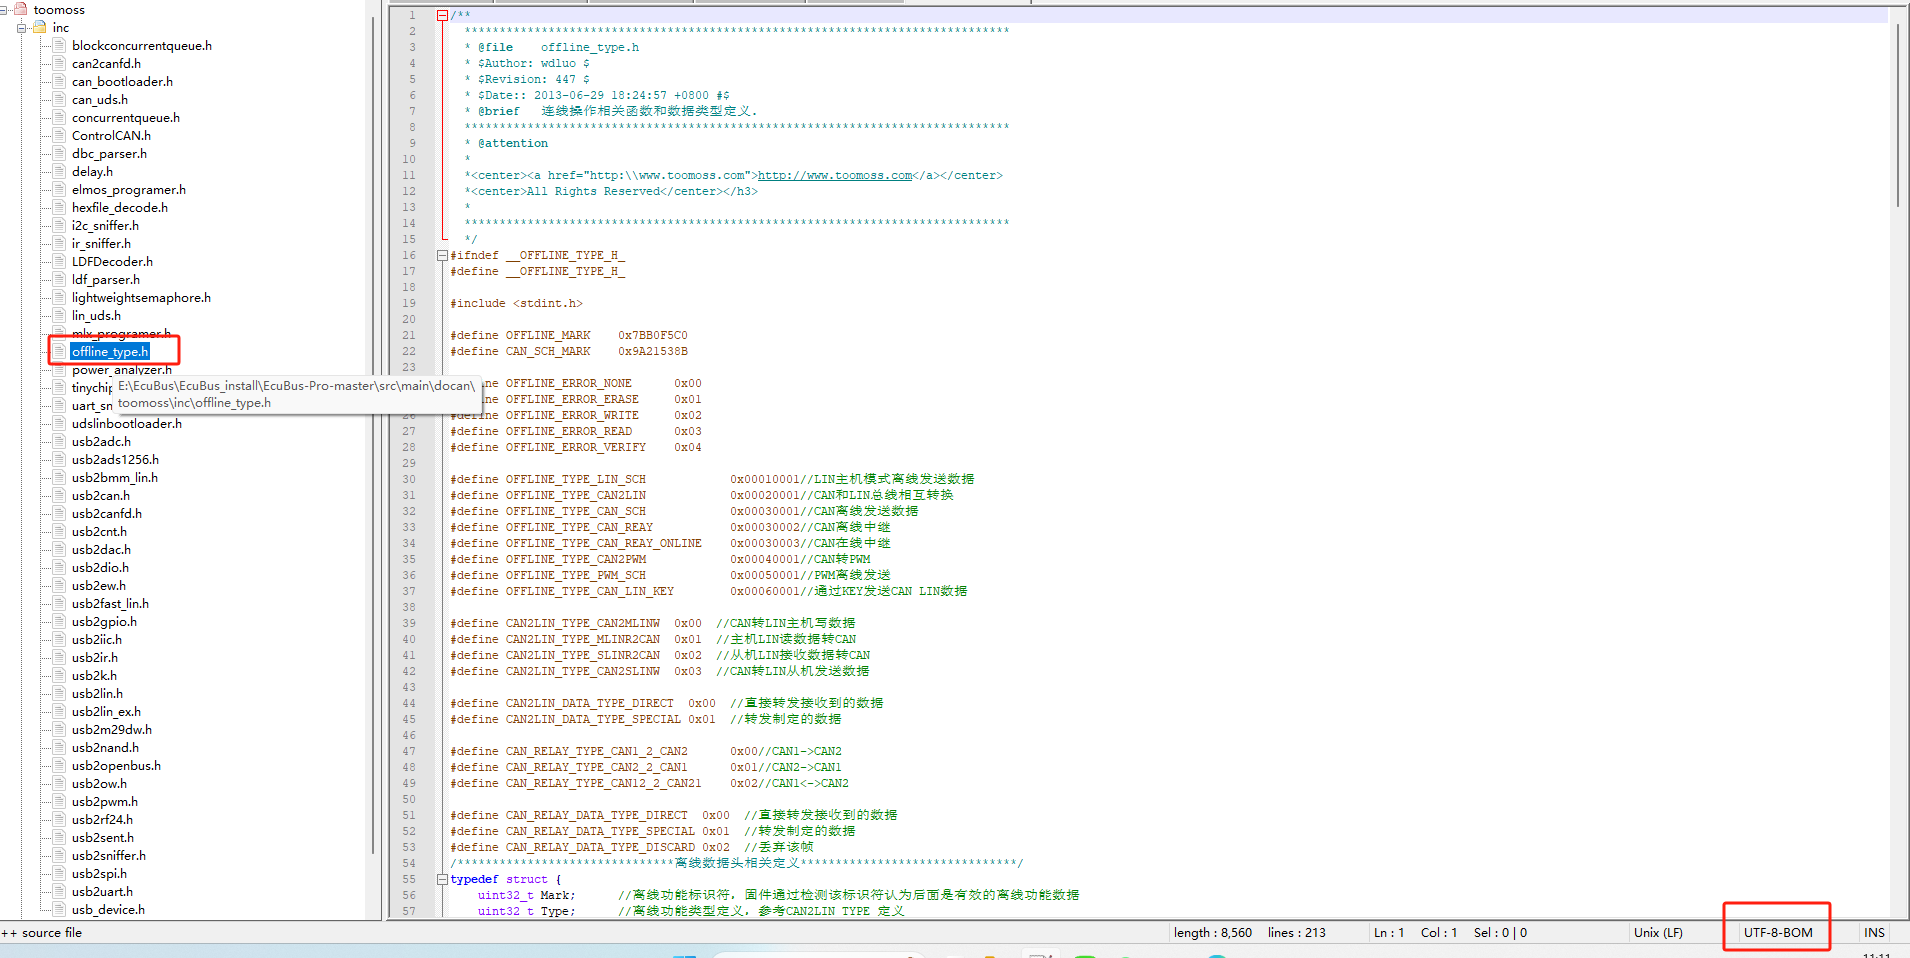 toomoss
inc
blockconcurrentqueue.h
can2canfd.h
can_bootloader.h
can_uds.h
concurrentqueue.h
ControlCAN.h
dbc_parser.h
delay.h
elmos_programer.h
hexfile_decode.h
i2c_sniffer.h
ir_sniffer.h
LDFDecoder.h
ldf_parser.h
lightweightsemaphore.h
lin_uds.h
mlx_programer.h
offline_type.h
power_analyzer.h
tinychip
uart_sn
udslinbootloader.h
usb2adc.h
usb2ads1256.h
usb2bmm_lin.h
usb2can.h
usb2canfd.h
usb2cnt.h
usb2dac.h
usb2dio.h
usb2ew.h
usb2fast_lin.h
usb2gpio.h
usb2iic.h
usb2ir.h
usb2k.h
usb2lin.h
usb2lin_ex.h
usb2m29dw.h
usb2nand.h
usb2openbus.h
usb2ow.h
usb2pwm.h
usb2rf24.h
usb2sent.h
usb2sniffer.h
usb2spi.h
usb2uart.h
usb_device.h
E:\EcuBus\EcuBus_install\EcuBus-Pro-master\src\main\docan\
toomoss\inc\offline_type.h
1 /**
2 ******************************************************************************
3 * @file offline_type.h
4 * $Author: wdluo $
5 * $Revision: 447 $
6 * $Date:: 2013-06-29 18:24:57 +0800 #$
7 * @brief 连线操作相关函数和数据类型定义.
8 ******************************************************************************
9 * @attention
10 *
11 *<center><a href="http:\\www.toomoss.com">http://www.toomoss.com</a></center>
12 *<center>All Rights Reserved</center></h3>
13 *
14 ******************************************************************************
15 */
16 #ifndef __OFFLINE_TYPE_H_
17 #define __OFFLINE_TYPE_H_
18
19 #include <stdint.h>
20
21 #define OFFLINE_MARK 0x7BB0F5C0
22 #define CAN_SCH_MARK 0x9A21538B
23
ne OFFLINE_ERROR_NONE 0x00
ne OFFLINE_ERROR_ERASE 0x01
26 #define OFFLINE_ERROR_WRITE 0x02
27 #define OFFLINE_ERROR_READ 0x03
28 #define OFFLINE_ERROR_VERIFY 0x04
29
30 #define OFFLINE_TYPE_LIN_SCH 0x00010001//LIN主机模式离线发送数据
31 #define OFFLINE_TYPE_CAN2LIN 0x00020001//CAN和LIN总线相互转换
32 #define OFFLINE_TYPE_CAN_SCH 0x00030001//CAN离线发送数据
33 #define OFFLINE_TYPE_CAN_REAY 0x00030002//CAN离线中继
34 #define OFFLINE_TYPE_CAN_REAY_ONLINE 0x00030003//CAN在线中继
35 #define OFFLINE_TYPE_CAN2PWM 0x00040001//CAN转PWM
36 #define OFFLINE_TYPE_PWM_SCH 0x00050001//PWM离线发送
37 #define OFFLINE_TYPE_CAN_LIN_KEY 0x00060001//通过KEY发送CAN LIN数据
38
39 #define CAN2LIN_TYPE_CAN2MLINW 0x00 //CAN转LIN主机写数据
40 #define CAN2LIN_TYPE_MLINR2CAN 0x01 //主机LIN读数据转CAN
41 #define CAN2LIN_TYPE_SLINR2CAN 0x02 //从机LIN接收数据转CAN
42 #define CAN2LIN_TYPE_CAN2SLINW 0x03 //CAN转LIN从机发送数据
43
44 #define CAN2LIN_DATA_TYPE_DIRECT 0x00 //直接转发接收到的数据
45 #define CAN2LIN_DATA_TYPE_SPECIAL 0x01 //转发制定的数据
46
47 #define CAN_RELAY_TYPE_CAN1_2_CAN2 0x00//CAN1->CAN2
48 #define CAN_RELAY_TYPE_CAN2_2_CAN1 0x01//CAN2->CAN1
49 #define CAN_RELAY_TYPE_CAN12_2_CAN21 0x02//CAN1<->CAN2
50
51 #define CAN_RELAY_DATA_TYPE_DIRECT 0x00 //直接转发接收到的数据
52 #define CAN_RELAY_DATA_TYPE_SPECIAL 0x01 //转发制定的数据
53 #define CAN_RELAY_DATA_TYPE_DISCARD 0x02 //丢弃该帧
54 /*******************************离线数据头相关定义*******************************/
55 typedef struct {
56 uint32_t Mark; //离线功能标识符，固件通过检测该标识符认为后面是有效的离线功能数据
57 uint32_t Type; //离线功能类型定义，参考CAN2LIN_TYPE_定义
++ source file length : 8,560 lines : 213 Ln : 1 Col : 1 Sel : 0 | 0 Unix (LF) UTF-8-BOM INS